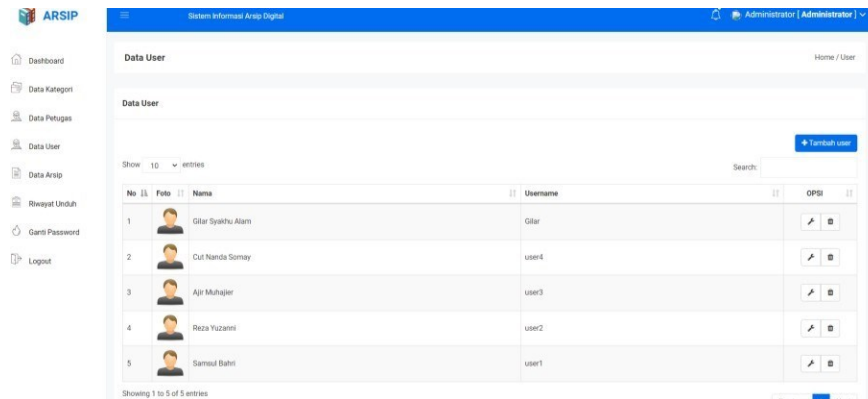 ARSIP
Sistem Informasi Arsip Digital
Administrator [ Administrator ]
Dashboard
Data Kategori
Data Petugas
Data User
Data Arsip
Riwayat Unduh
Ganti Password
Logout
Data User
Home / User
Data User
+ Tambah user
Show 10 entries
Search:
No Foto Nama Username OPSI
1 Gilar Syakhu Alam Gilar
2 Cut Nanda Somay user4
3 Ajir Muhajier user3
4 Reza Yuzanni user2
5 Samsul Bahri user1
Showing 1 to 5 of 5 entries